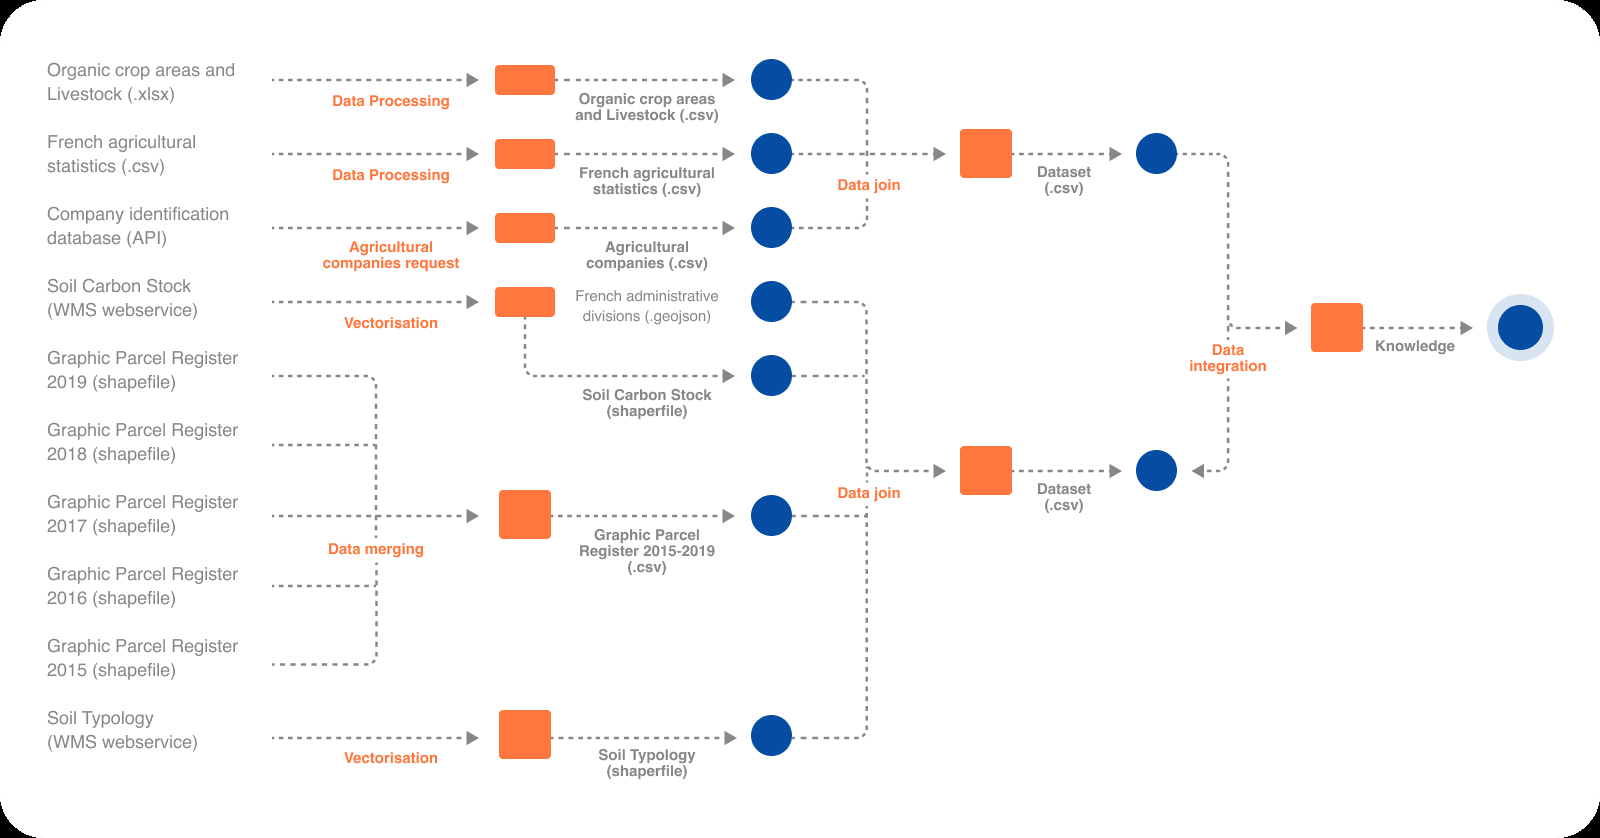 Organic crop areas and
Livestock (.xlsx)
Data Processing
Organic crop areas
and Livestock (.csv)
French agricultural
statistics (.csv)
Data Processing
French agricultural
statistics (.csv)
Data join
Dataset
(.csv)
Company identification
database (API)
Agricultural
companies request
Agricultural
companies (.csv)
Soil Carbon Stock
(WMS webservice)
Vectorisation
French administrative
divisions (.geojson)
Data
integration
Knowledge
Graphic Parcel Register
2019 (shapefile)
Soil Carbon Stock
(shaperfile)
Graphic Parcel Register
2018 (shapefile)
Graphic Parcel Register
2017 (shapefile)
Data merging
Graphic Parcel
Register 2015-2019
(.csv)
Data join
Dataset
(.csv)
Graphic Parcel Register
2016 (shapefile)
Graphic Parcel Register
2015 (shapefile)
Soil Typology
(WMS webservice)
Vectorisation
Soil Typology
(shaperfile)